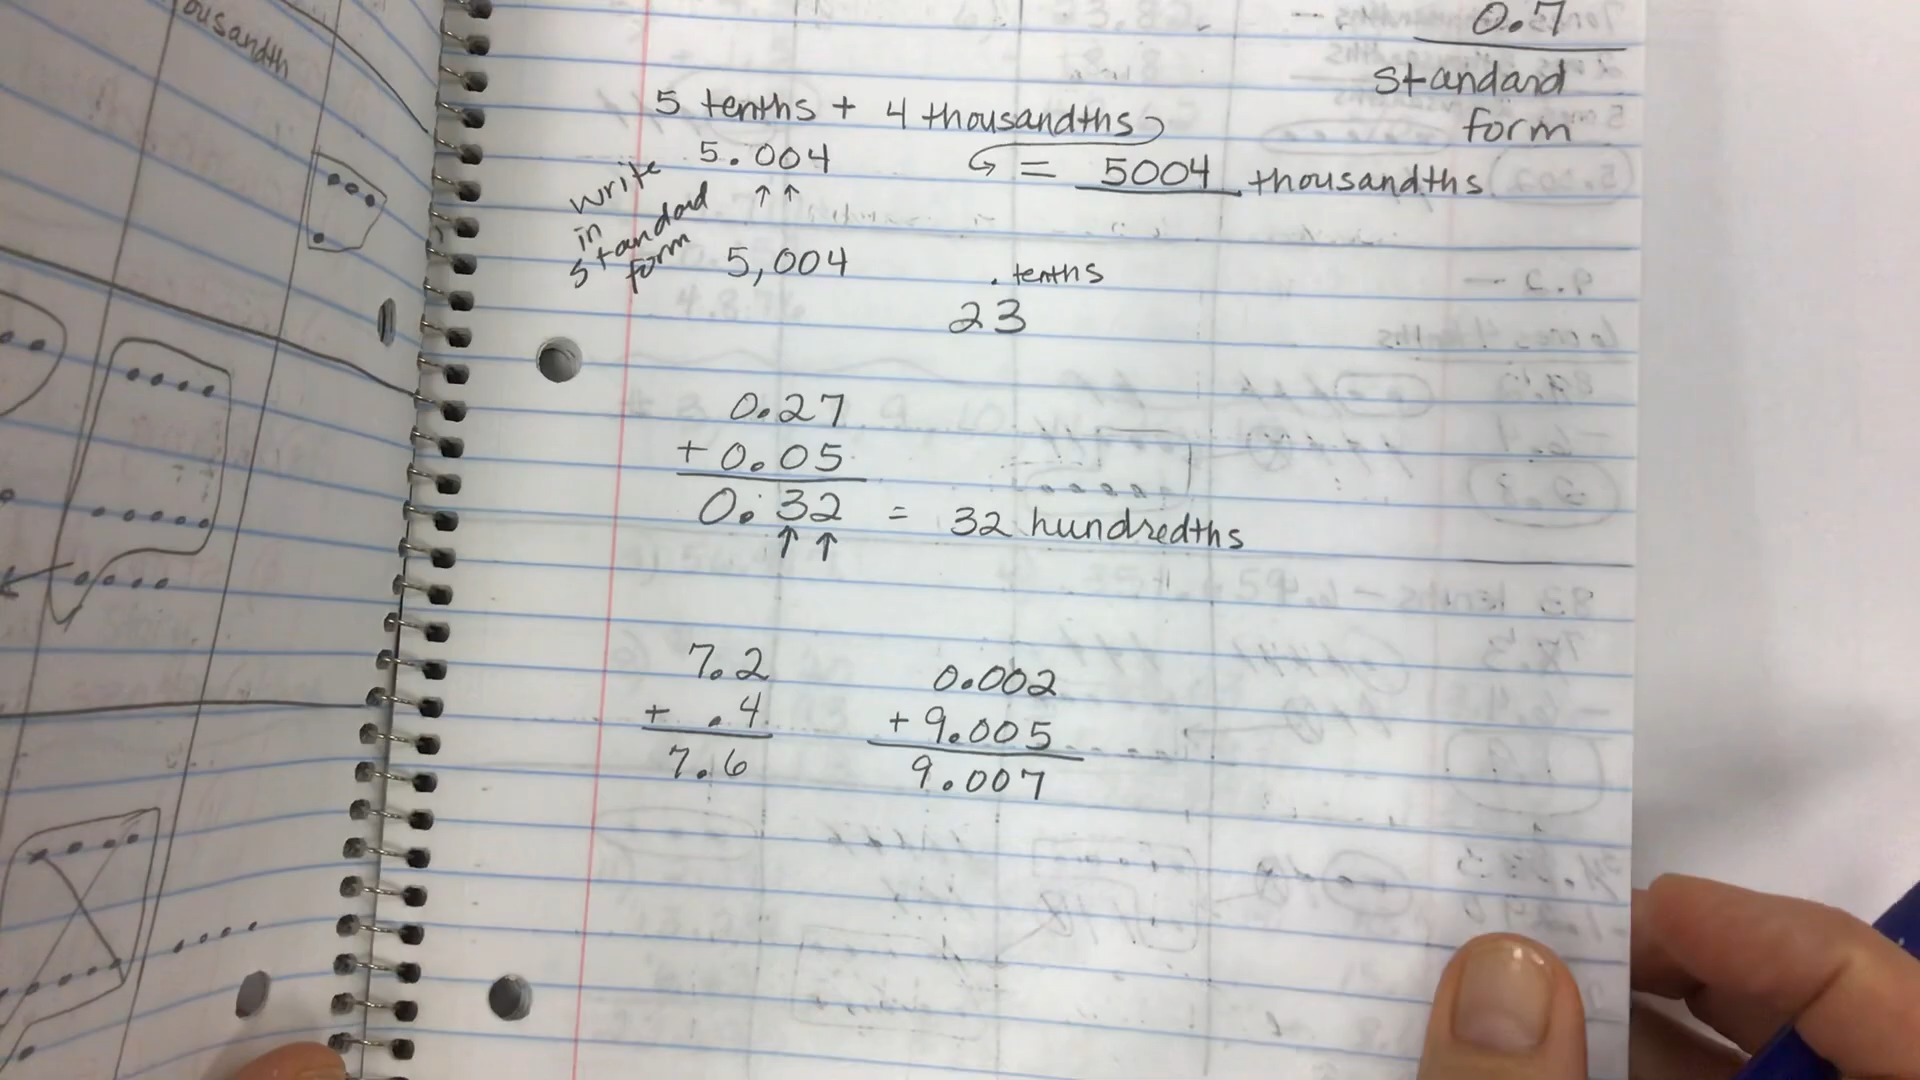 ousandth
0.7
standard
form
5 tenths + 4 thousandths
5.004
= 5004 thousandths
write
in
standard
form
5,004
. tenths
23
0.27
+ 0.05
0.32 = 32 hundredths
7.2
+ .4
7.6
0.002
+ 9.005
9.007